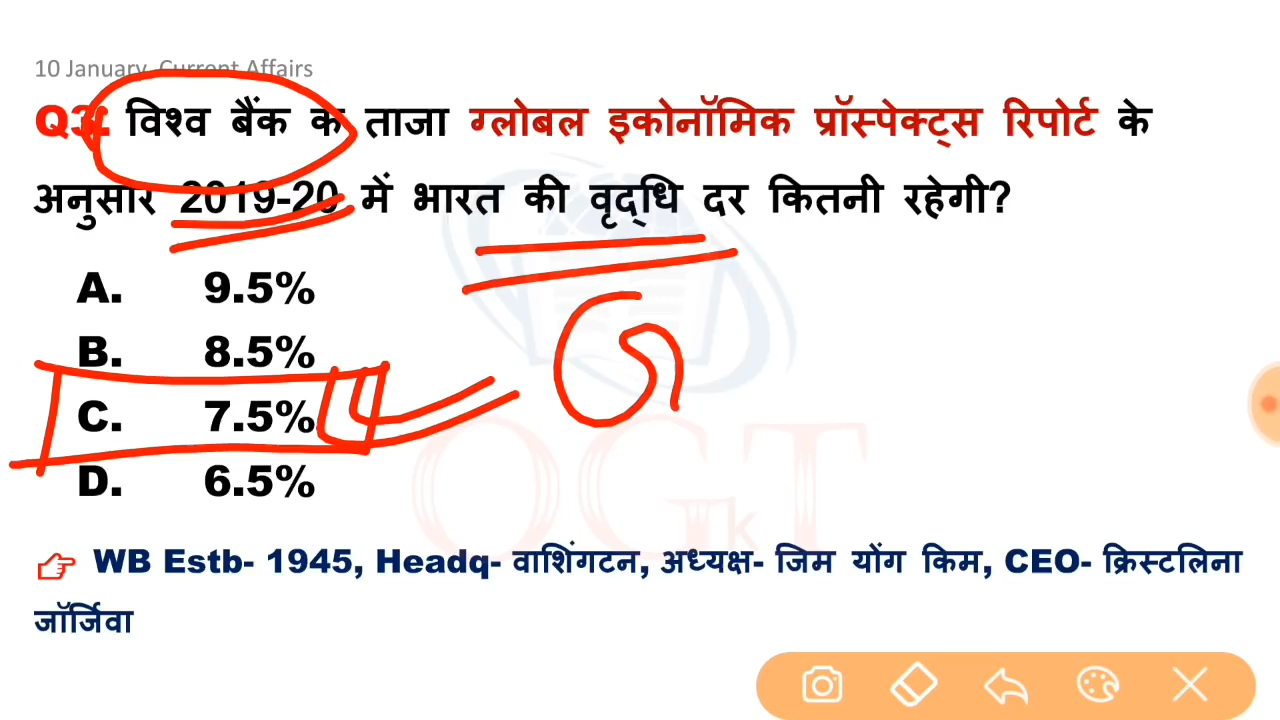 10 January Current Affairs
Q3. विश्व बैंक क ताजा ग्लोबल इकोनॉमिक प्रॉस्पेक्ट्स रिपोर्ट के
अनुसार 2019-20 में भारत की वृद्धि दर कितनी रहेगी?
A. 9.5%
B. 8.5%
C. 7.5%
D. 6.5%
OGT
k
WB Estb- 1945, Headq- वाशिंगटन, अध्यक्ष- जिम योंग किम, CEO- क्रिस्टलिना
जॉर्जिवा